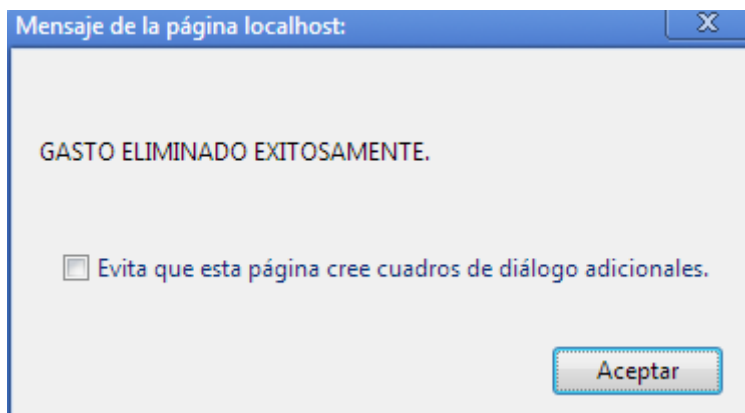 Mensaje de la página localhost:
GASTO ELIMINADO EXITOSAMENTE.
Evita que esta página cree cuadros de diálogo adicionales.
Aceptar